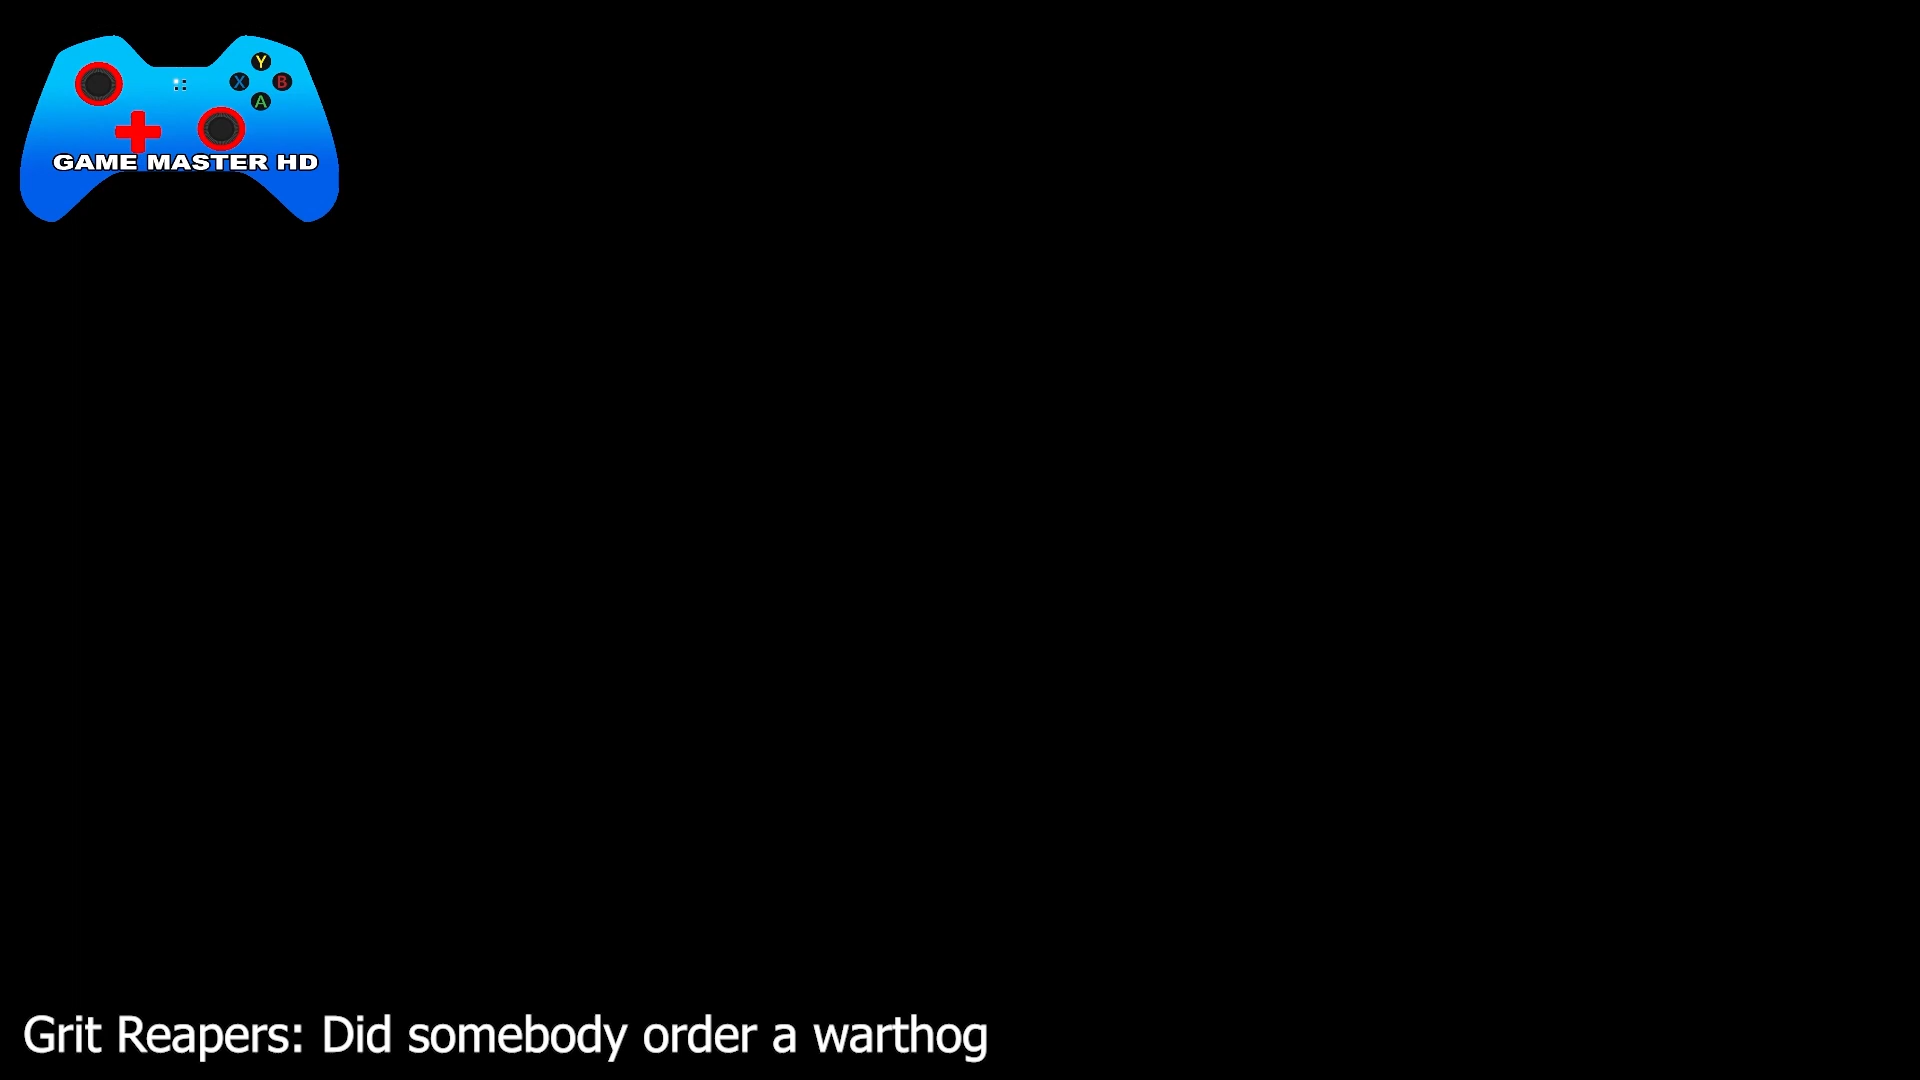 Y
X B
A
GAME MASTER HD
Grit Reapers: Did somebody order a warthog